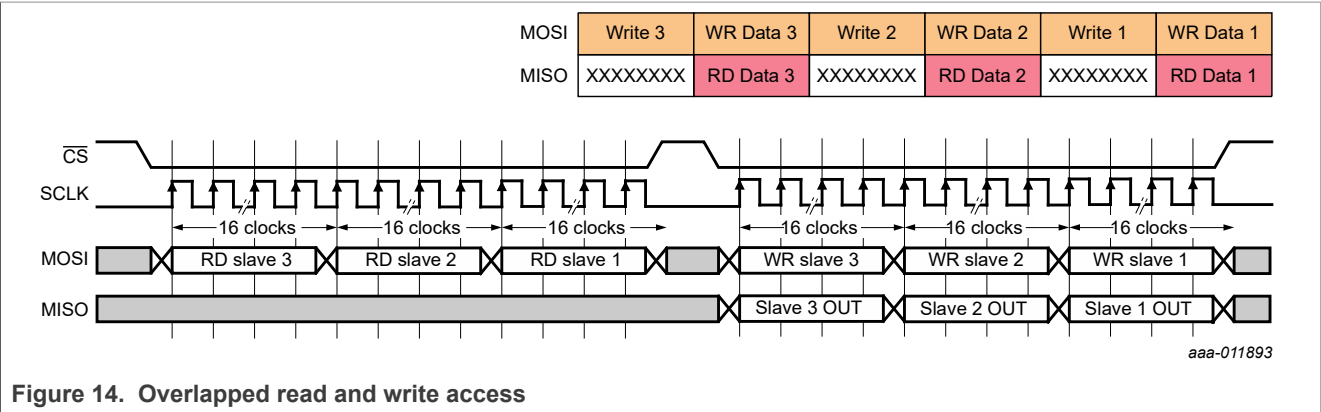 MOSI Write 3 WR Data 3 Write 2 WR Data 2 Write 1 WR Data 1
MISO XXXXXXXX RD Data 3 XXXXXXXX RD Data 2 XXXXXXXX RD Data 1
CS
SCLK
16 clocks 16 clocks 16 clocks 16 clocks 16 clocks 16 clocks
MOSI RD slave 3 RD slave 2 RD slave 1 WR slave 3 WR slave 2 WR slave 1
MISO Slave 3 OUT Slave 2 OUT Slave 1 OUT
aaa-011893
Figure 14. Overlapped read and write access